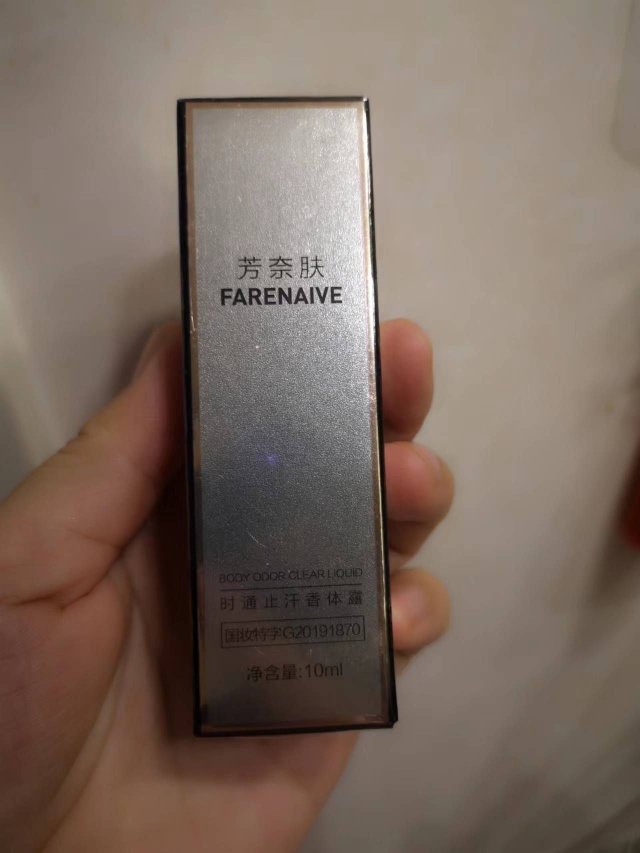 芳奈肤
FARENAIVE
BODY ODOR CLEAR LIQUID
时通止汗香体露
国妆特字G20191870
净含量:10ml